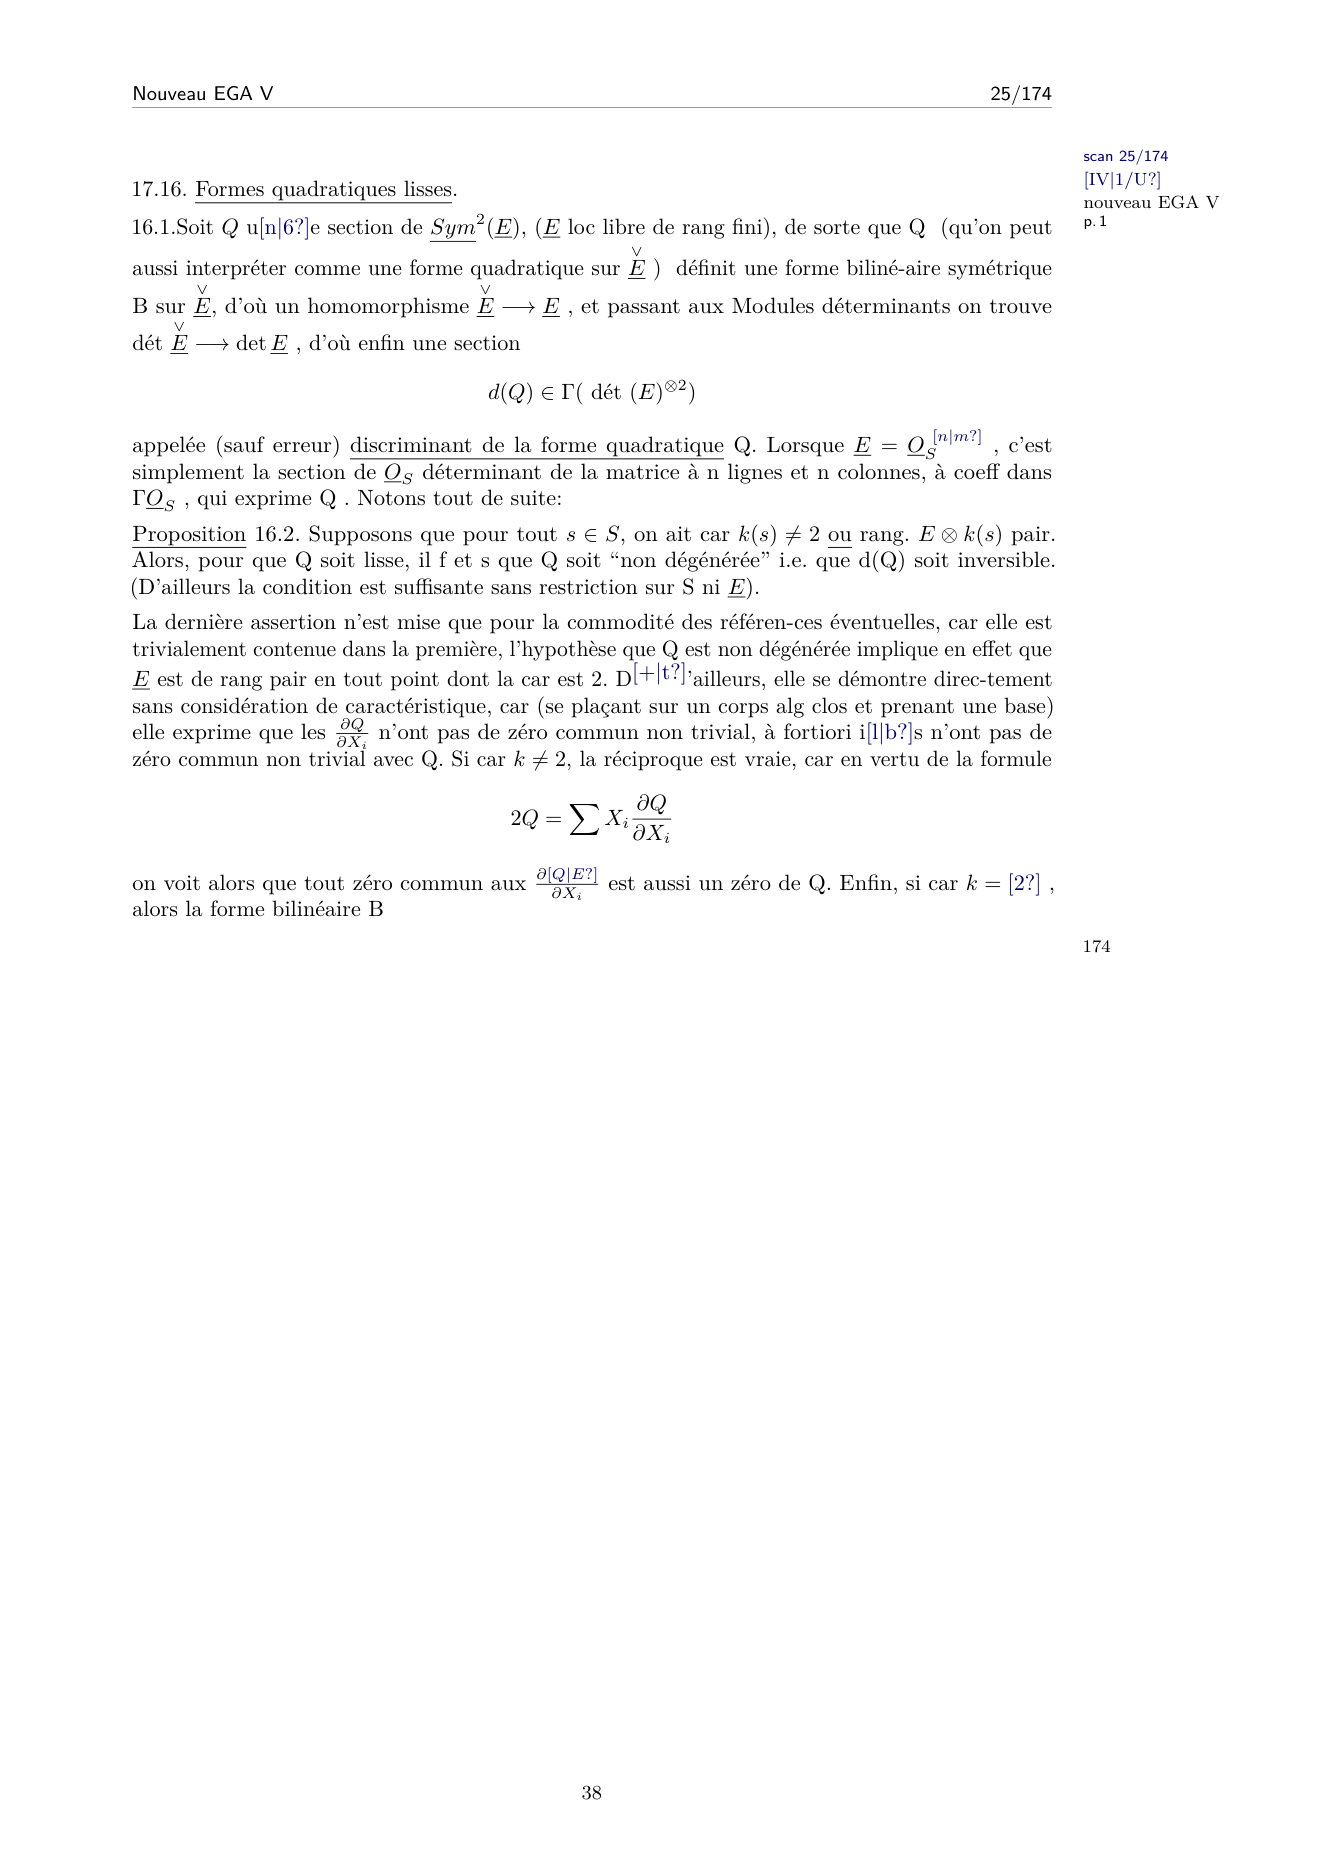 Nouveau EGA V 25/174
scan 25/174
[IV|1/U?]
nouveau EGA V
p. 1
17.16. Formes quadratiques lisses.
16.1.Soit Q u[n|6?]e section de Sym²(E), (E loc libre de rang fini), de sorte que Q (qu'on peut
aussi interpréter comme une forme quadratique sur Ě ) définit une forme biliné-aire symétrique
B sur Ě, d'où un homomorphisme Ě ⟶ E , et passant aux Modules déterminants on trouve
dét Ě ⟶ det E , d'où enfin une section
d(Q) ∈ Γ( dét (E)^{⊗2})
appelée (sauf erreur) discriminant de la forme quadratique Q. Lorsque E = O_S^{[n|m?]} , c'est
simplement la section de O_S déterminant de la matrice à n lignes et n colonnes, à coeff dans
ΓO_S , qui exprime Q . Notons tout de suite:
Proposition 16.2. Supposons que pour tout s ∈ S, on ait car k(s) ≠ 2 ou rang. E ⊗ k(s) pair.
Alors, pour que Q soit lisse, il f et s que Q soit “non dégénérée” i.e. que d(Q) soit inversible.
(D'ailleurs la condition est suffisante sans restriction sur S ni E).
La dernière assertion n'est mise que pour la commodité des référen-ces éventuelles, car elle est
trivialement contenue dans la première, l'hypothèse que Q est non dégénérée implique en effet que
E est de rang pair en tout point dont la car est 2. D[+|t?]'ailleurs, elle se démontre direc-tement
sans considération de caractéristique, car (se plaçant sur un corps alg clos et prenant une base)
elle exprime que les ∂Q/∂X_i n'ont pas de zéro commun non trivial, à fortiori i[l|b?]s n'ont pas de
zéro commun non trivial avec Q. Si car k ≠ 2, la réciproque est vraie, car en vertu de la formule
2Q = ∑ X_i ∂Q/∂X_i
on voit alors que tout zéro commun aux ∂[Q|E?]/∂X_i est aussi un zéro de Q. Enfin, si car k = [2?] ,
alors la forme bilinéaire B
174
38